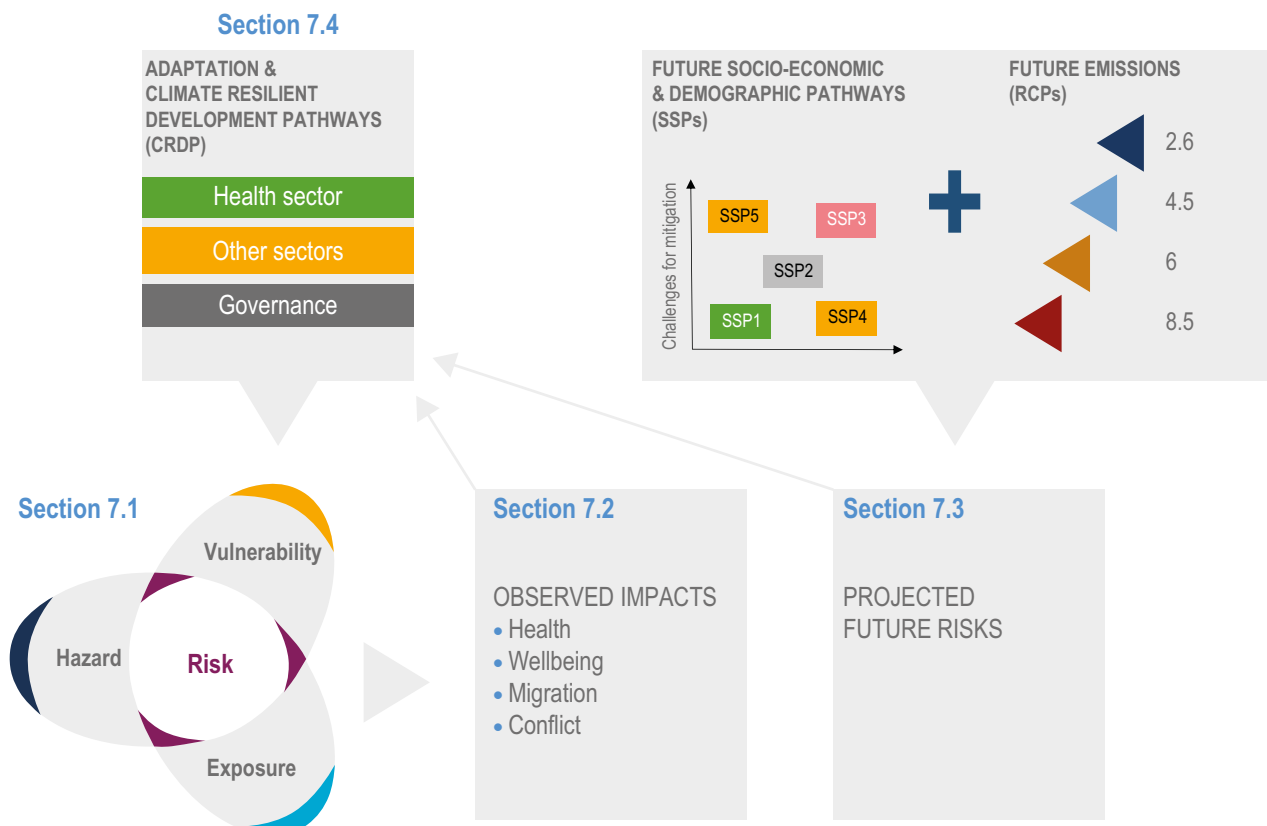 Section 7.4
ADAPTATION &
CLIMATE RESILIENT
DEVELOPMENT PATHWAYS
(CRDP)
Health sector
Other sectors
Governance
FUTURE SOCIO-ECONOMIC
& DEMOGRAPHIC PATHWAYS
(SSPs)
Challenges for mitigation
SSP5
SSP3
SSP2
SSP1
SSP4
FUTURE EMISSIONS
(RCPs)
2.6
4.5
6
8.5
Section 7.1
Vulnerability
Hazard
Risk
Exposure
Section 7.2
OBSERVED IMPACTS
• Health
• Wellbeing
• Migration
• Conflict
Section 7.3
PROJECTED
FUTURE RISKS